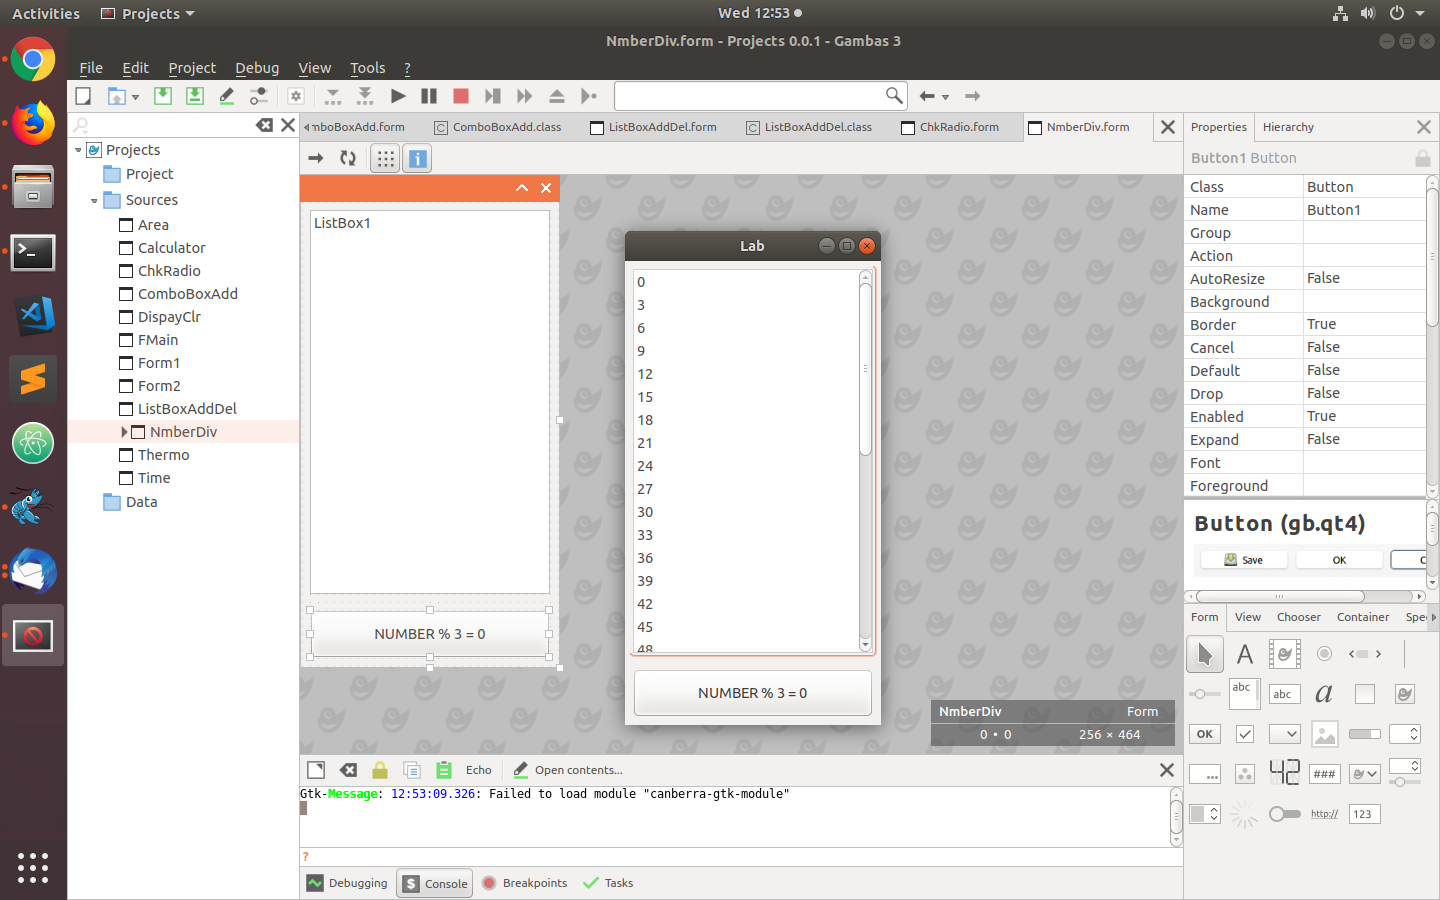 Activities
Projects
Wed 12:53
NmberDiv.form - Projects 0.0.1 - Gambas 3
File Edit Project Debug View Tools ?
mboBoxAdd.form
ComboBoxAdd.class
ListBoxAddDel.form
ListBoxAddDel.class
ChkRadio.form
NmberDiv.form
Projects
Project
Sources
Area
Calculator
ChkRadio
ComboBoxAdd
DispayClr
FMain
Form1
Form2
ListBoxAddDel
NmberDiv
Thermo
Time
Data
ListBox1
NUMBER % 3 = 0
Lab
0
3
6
9
12
15
18
21
24
27
30
33
36
39
42
45
48
NUMBER % 3 = 0
NmberDiv Form
0 • 0 256 × 464
Echo
Open contents...
Gtk-Message: 12:53:09.326: Failed to load module "canberra-gtk-module"
?
Debugging
Console
Breakpoints
Tasks
Properties Hierarchy
Button1 Button
Class Button
Name Button1
Group
Action
AutoResize False
Background
Border True
Cancel False
Default False
Drop False
Enabled True
Expand False
Font
Foreground
Button (gb.qt4)
Save OK C
Form View Chooser Container Spe
A
abc abc a
OK
... 42 ###
http:// 123